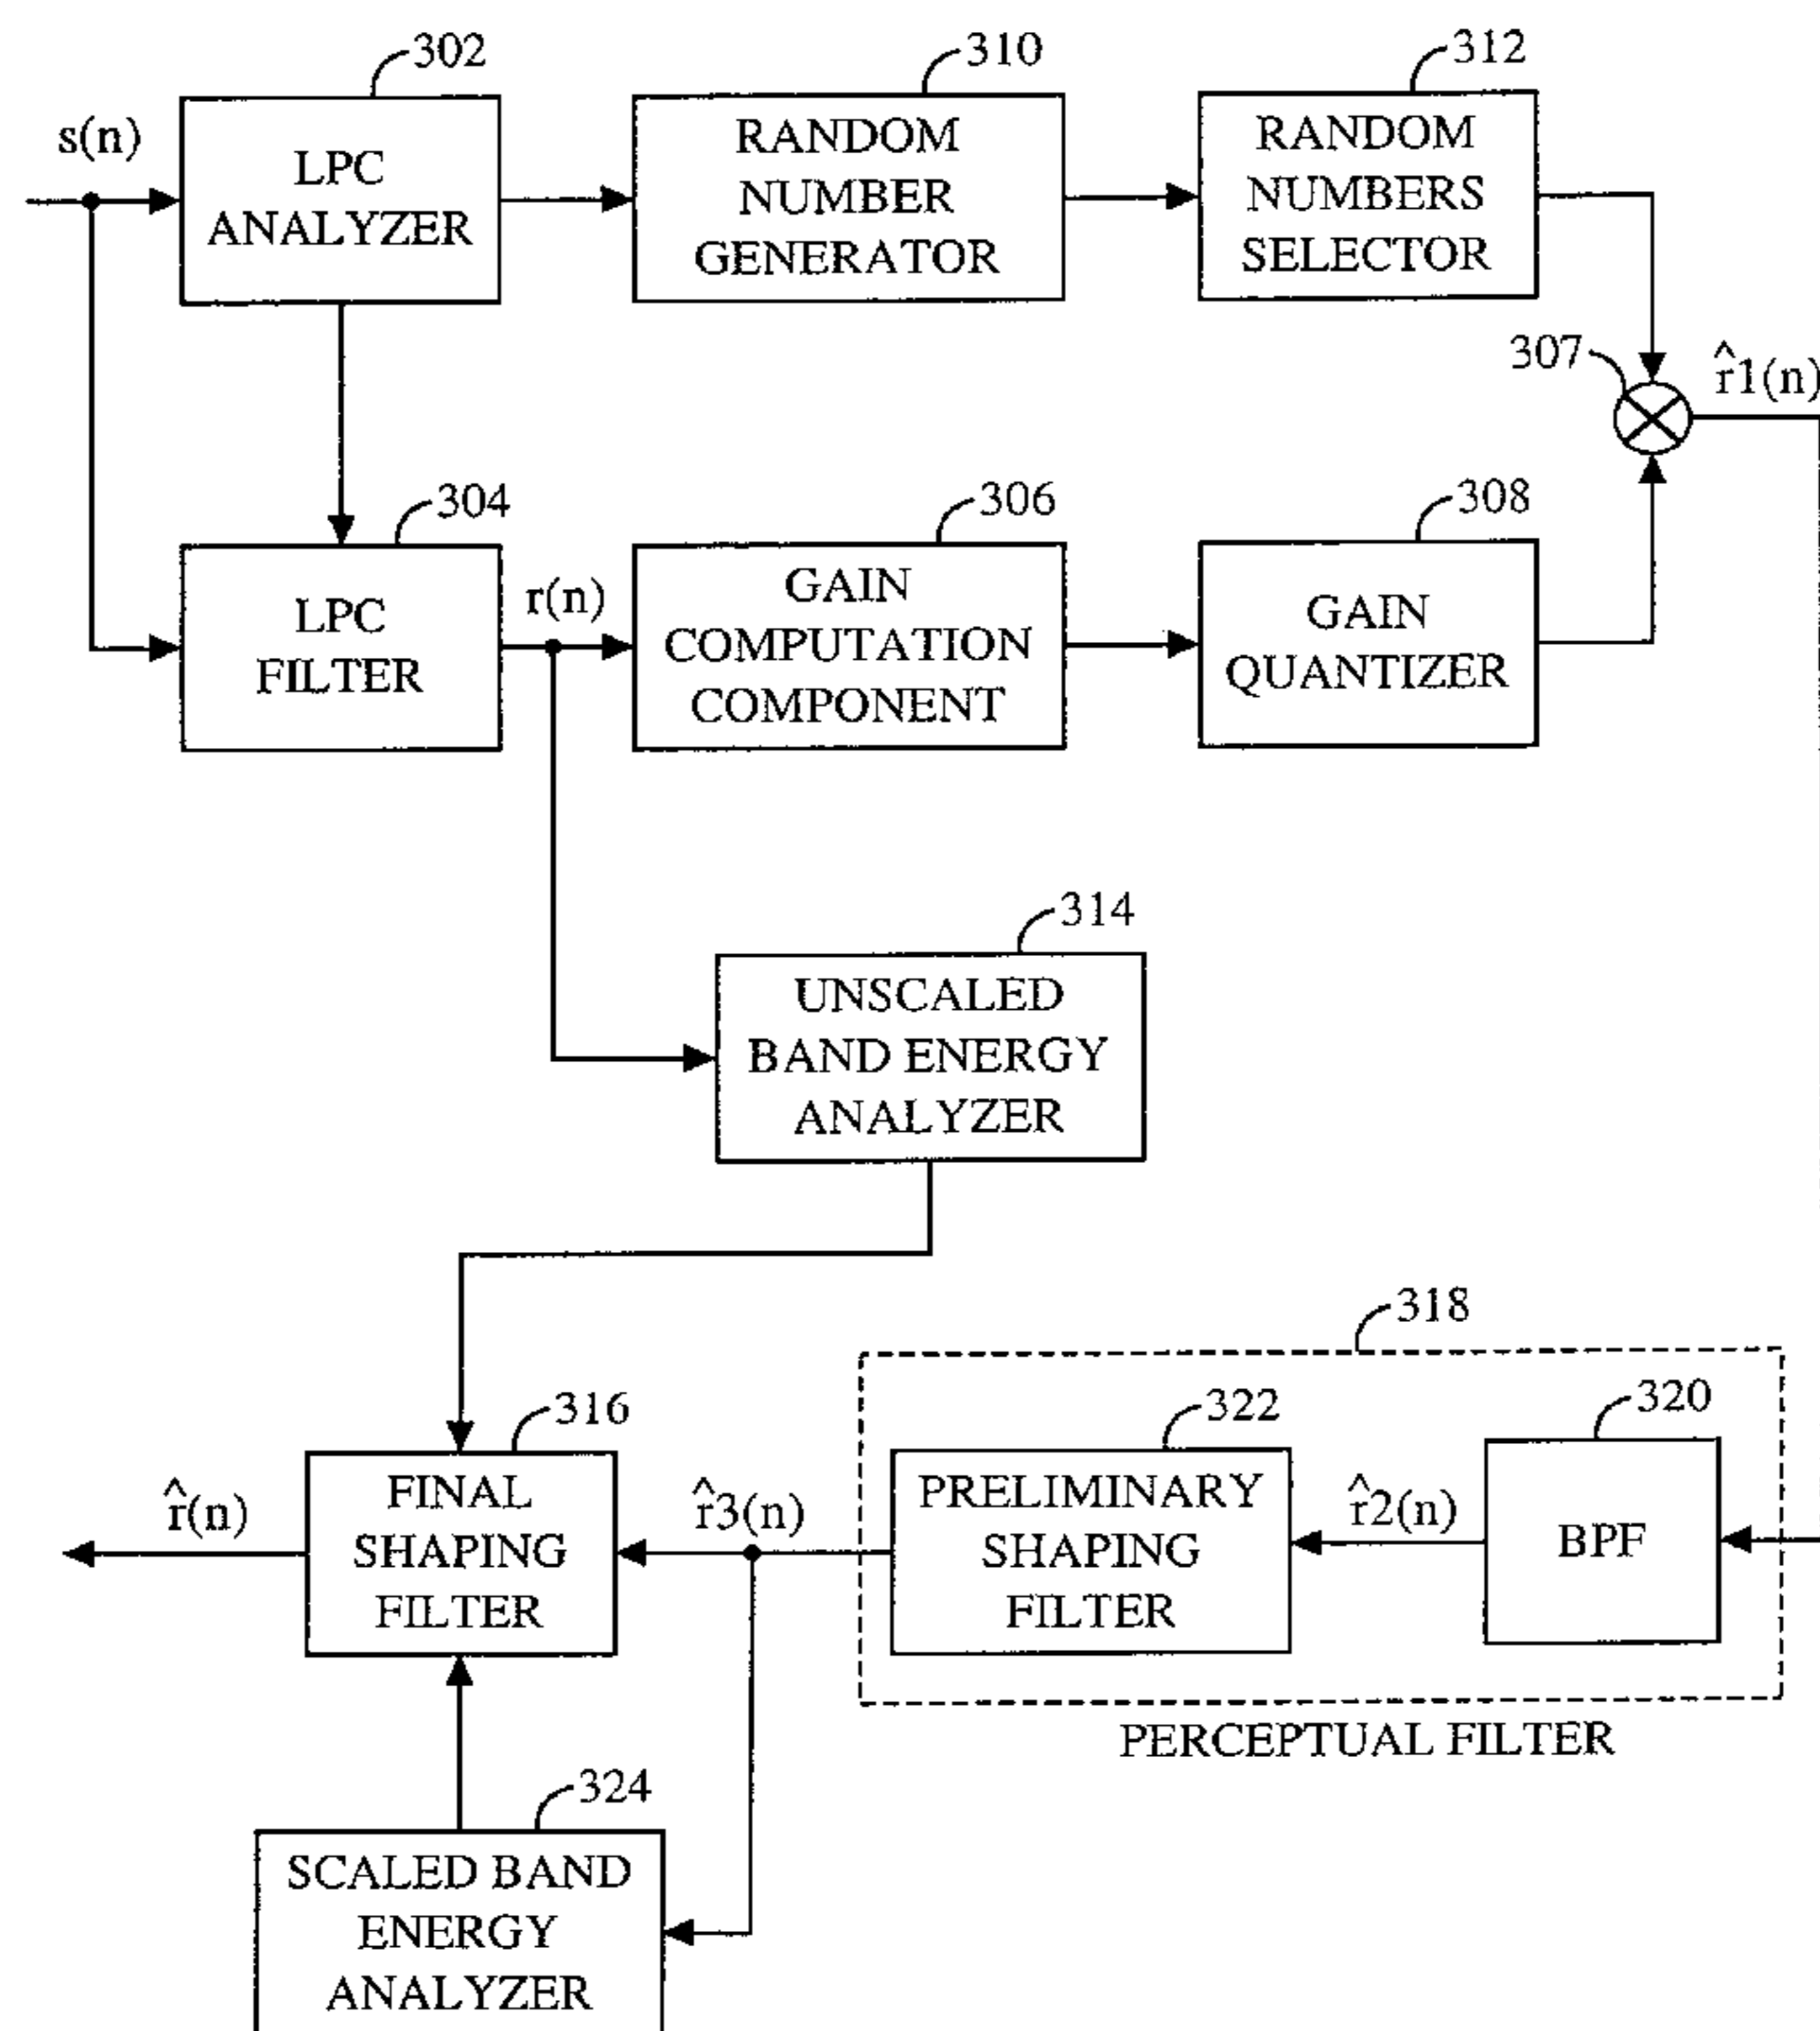 302
310
312
s(n)
LPC
ANALYZER
RANDOM
NUMBER
GENERATOR
RANDOM
NUMBERS
SELECTOR
307
r̂1(n)
304
306
308
LPC
FILTER
r(n)
GAIN
COMPUTATION
COMPONENT
GAIN
QUANTIZER
314
UNSCALED
BAND ENERGY
ANALYZER
318
316
322
320
r̂(n)
FINAL
SHAPING
FILTER
r̂3(n)
PRELIMINARY
SHAPING
FILTER
r̂2(n)
BPF
PERCEPTUAL FILTER
324
SCALED BAND
ENERGY
ANALYZER